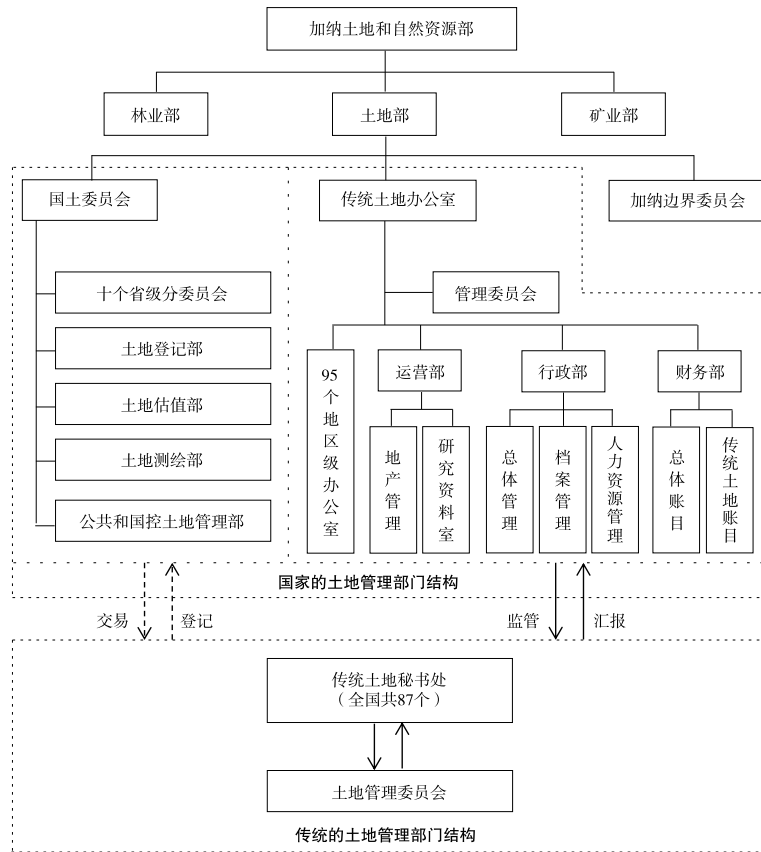 加纳土地和自然资源部
林业部
土地部
矿业部
国土委员会
传统土地办公室
加纳边界委员会
十个省级分委员会
土地登记部
土地估值部
土地测绘部
公共和国控土地管理部
管理委员会
95个地区级办公室
运营部
行政部
财务部
地产管理
研究资料室
总体管理
档案管理
人力资源管理
总体账目
传统土地账目
国家的土地管理部门结构
交易
登记
监管
汇报
传统土地秘书处
（全国共87个）
土地管理委员会
传统的土地管理部门结构